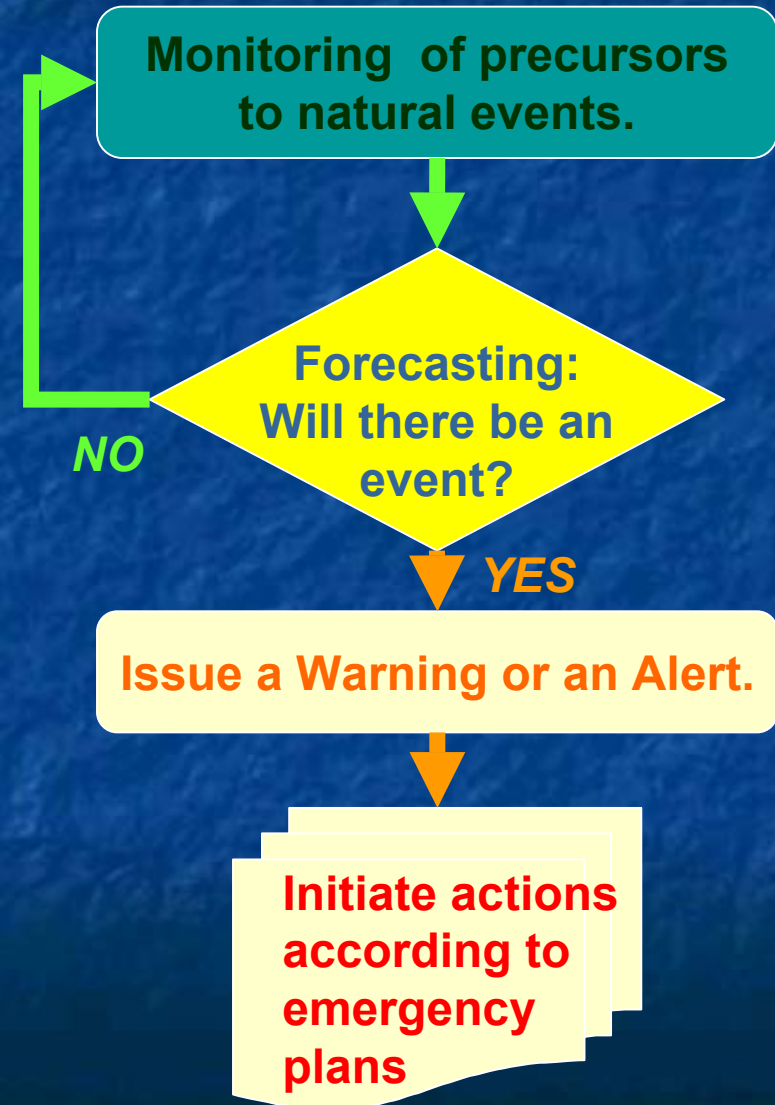 Monitoring of precursors
to natural events.
Forecasting:
Will there be an
event?
NO
YES
Issue a Warning or an Alert.
Initiate actions
according to
emergency
plans